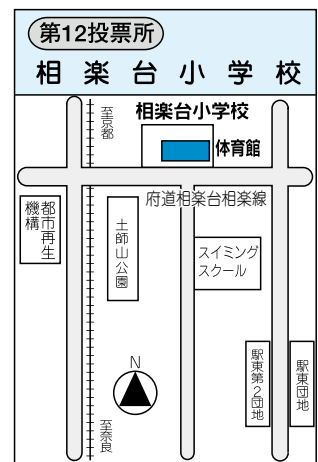 第12投票所
相楽台小学校
至京都
相楽台小学校
体育館
府道相楽台相楽線
都市再生
機構
土師山公園
スイミング
スクール
N
駅東第2団地
駅東団地
至奈良